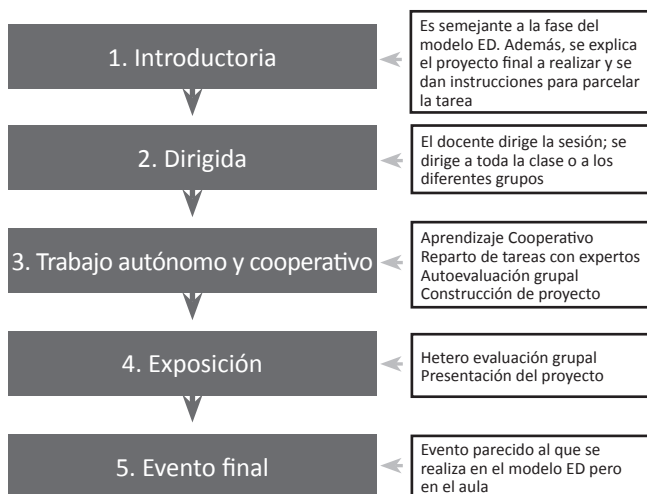 1. Introductoria
Es semejante a la fase del
modelo ED. Además, se explica
el proyecto final a realizar y se
dan instrucciones para parcelar
la tarea
2. Dirigida
El docente dirige la sesión; se
dirige a toda la clase o a los
diferentes grupos
3. Trabajo autónomo y cooperativo
Aprendizaje Cooperativo
Reparto de tareas con expertos
Autoevaluación grupal
Construcción de proyecto
4. Exposición
Hetero evaluación grupal
Presentación del proyecto
5. Evento final
Evento parecido al que se
realiza en el modelo ED pero
en el aula